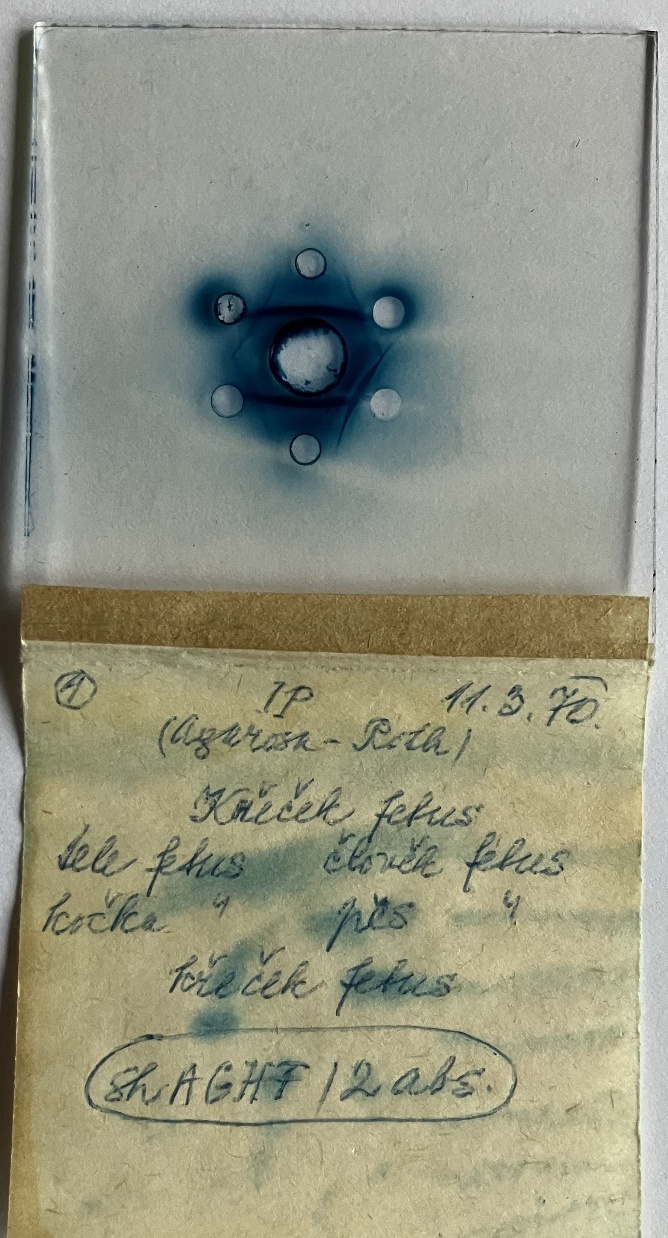 ① IP 11.3.70.
(Agarosa - Roth)
Křeček fetus
tele fetus člověk fetus
kočka " pes "
křeček fetus
sh AGHF / 2 abs.